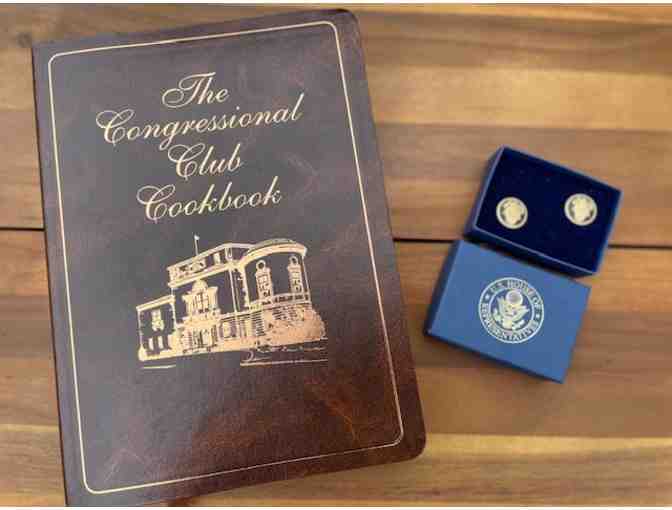 The
Congressional
Club
Cookbook
U.S. HOUSE OF
REPRESENTATIVES